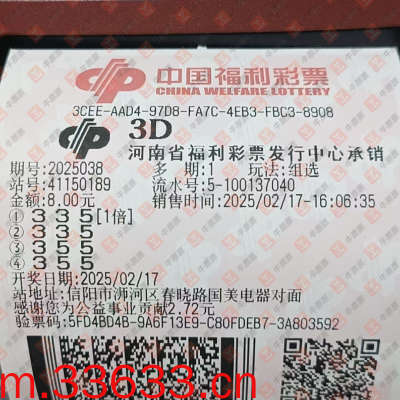 中国福利彩票
CHINA WELFARE LOTTERY
3CEE-AAD4-97D8-FA7C-4EB3-FBC3-8908
3D
河南省福利彩票发行中心承销
期号:2025038 多期:1 玩法:组选
站号:41150189 流水号:5-100137040
金额:8.00元 销售时间:2025/02/17-16:06:35
① 3 3 5 [1倍]
② 3 3 5
③ 3 5 5
④ 3 5 5
开奖日期:2025/02/17
站地址:信阳市浉河区春晓路国美电器对面
感谢您为公益事业贡献2.72元
验票码:5FD4BD4B-9A6F13E9-C80FDEB7-3A803592
m.33633.cn